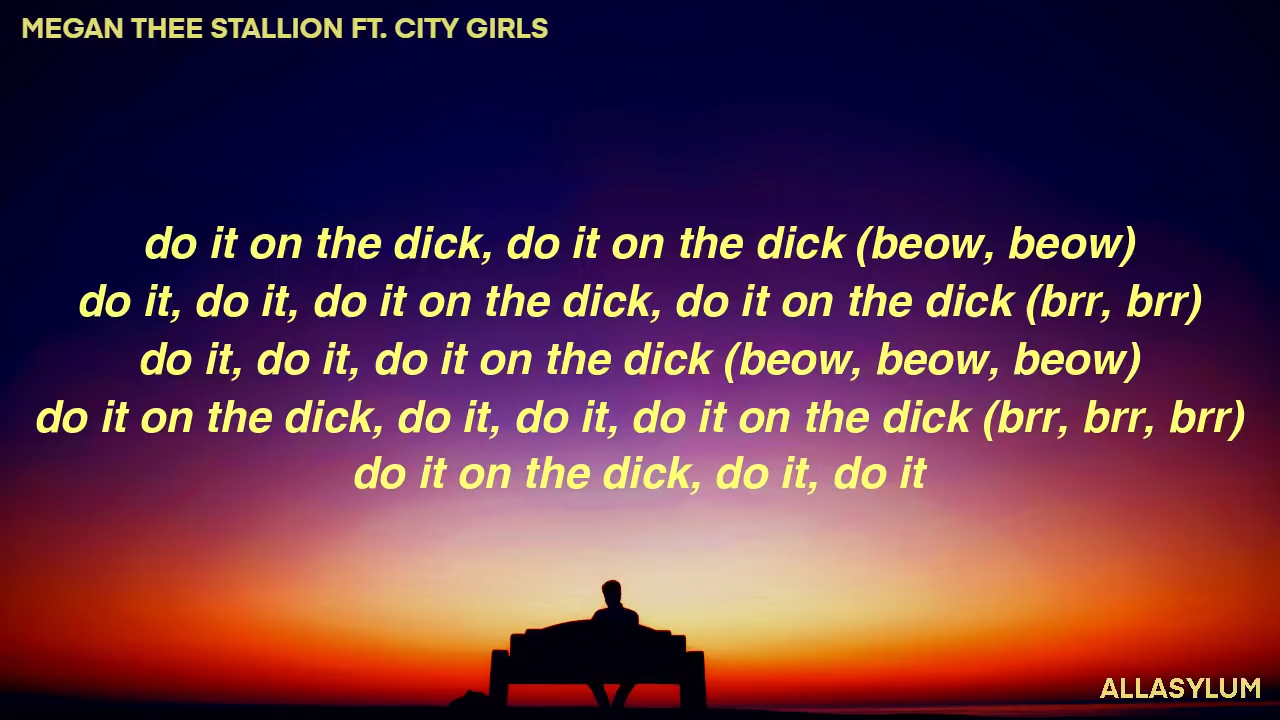 MEGAN THEE STALLION FT. CITY GIRLS
do it on the dick, do it on the dick (beow, beow)
do it, do it, do it on the dick, do it on the dick (brr, brr)
do it, do it, do it on the dick (beow, beow, beow)
do it on the dick, do it, do it, do it on the dick (brr, brr, brr)
do it on the dick, do it, do it
ALLASYLUM